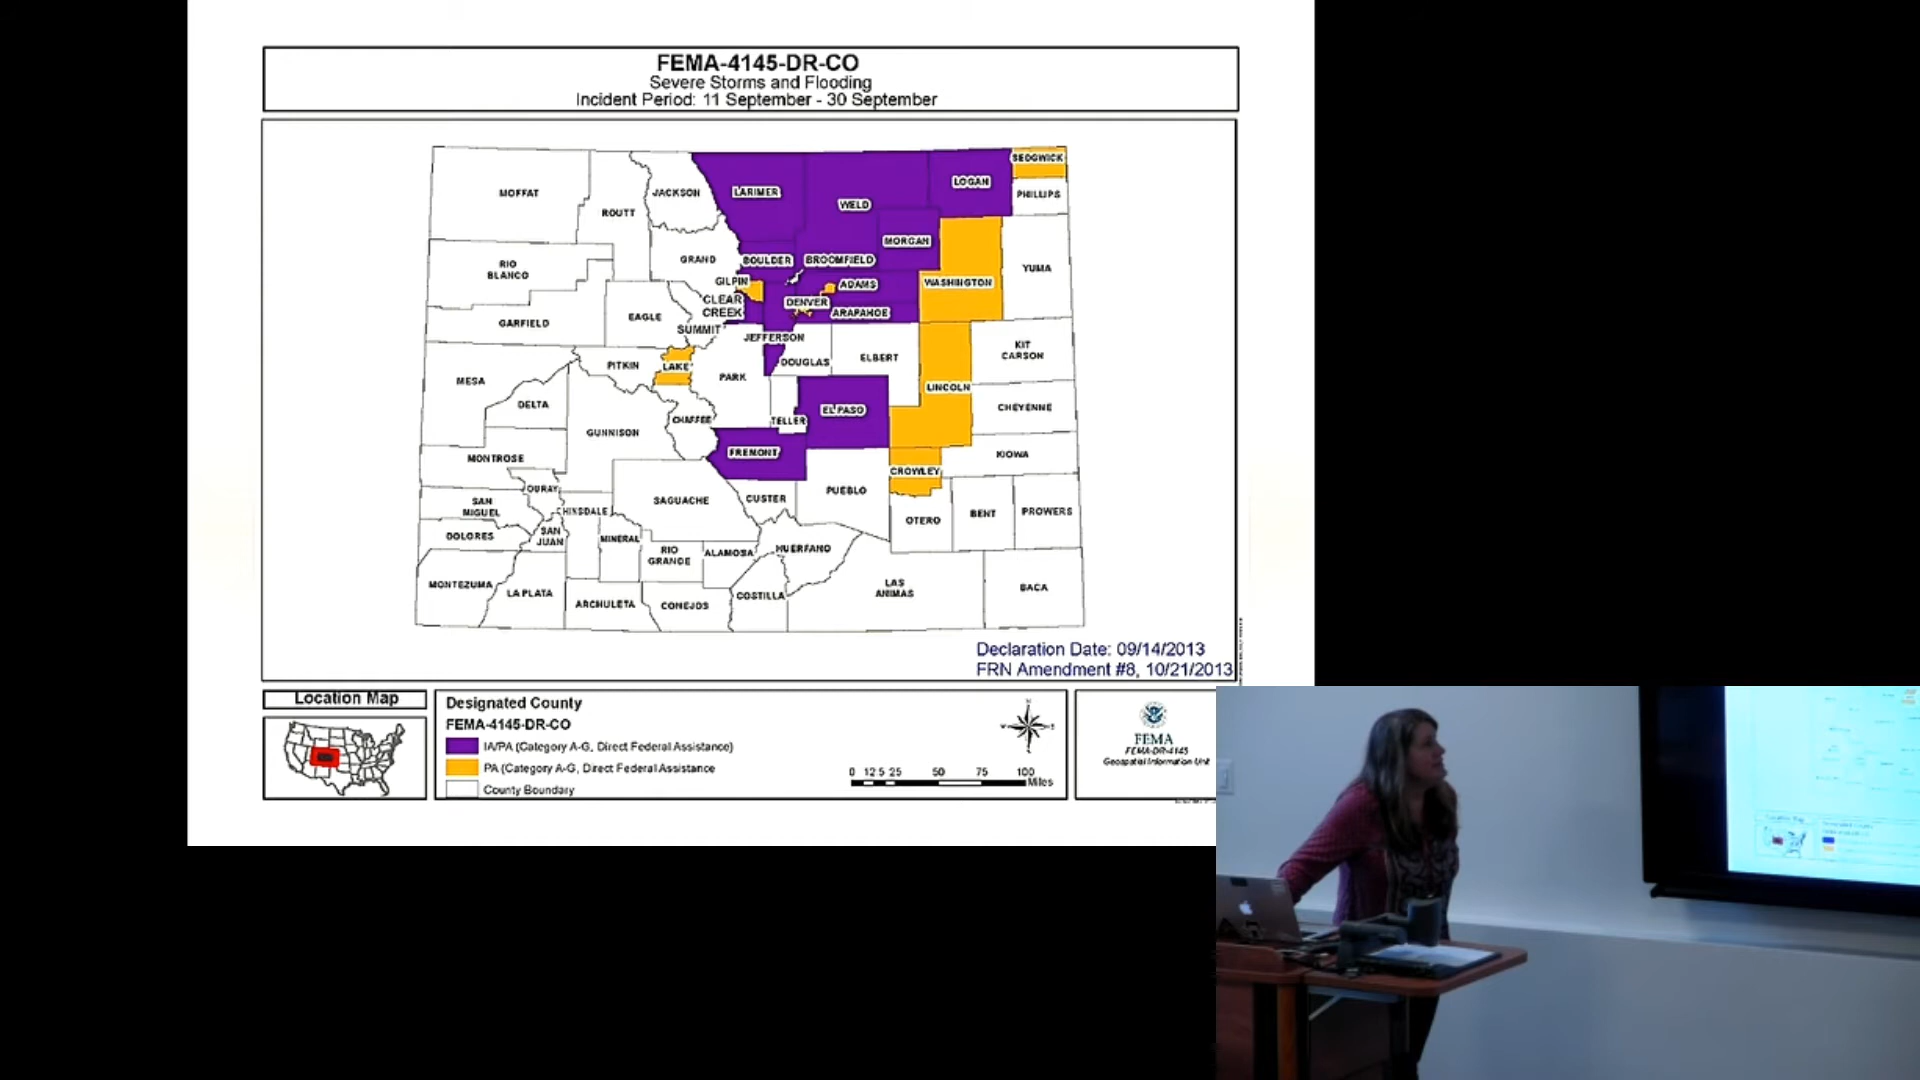 FEMA-4145-DR-CO
Severe Storms and Flooding
Incident Period: 11 September - 30 September
MOFFAT
ROUTT
JACKSON
LARIMER
WELD
LOGAN
SEDGWICK
PHILLIPS
MORGAN
RIO
BLANCO
GRAND
BOULDER
BROOMFIELD
YUMA
GILPIN
ADAMS
WASHINGTON
CLEAR
CREEK
DENVER
ARAPAHOE
GARFIELD
EAGLE
SUMMIT
JEFFERSON
DOUGLAS
ELBERT
KIT
CARSON
PITKIN
LAKE
PARK
MESA
LINCOLN
DELTA
EL PASO
CHEYENNE
CHAFFEE
TELLER
GUNNISON
FREMONT
MONTROSE
KIOWA
CROWLEY
OURAY
PUEBLO
SAGUACHE
CUSTER
SAN
MIGUEL
HINSDALE
OTERO
BENT
PROWERS
DOLORES
SAN
JUAN
MINERAL
RIO
GRANDE
ALAMOSA
HUERFANO
MONTEZUMA
LA PLATA
ARCHULETA
CONEJOS
COSTILLA
LAS
ANIMAS
BACA
Declaration Date: 09/14/2013
FRN Amendment #8, 10/21/2013
Location Map
Designated County
FEMA-4145-DR-CO
IA/PA (Category A-G, Direct Federal Assistance)
PA (Category A-G, Direct Federal Assistance
County Boundary
N
W E
S
0 12.5 25 50 75 100
Miles
FEMA
FEMA-DR-4145
Geospatial Information Unit
Location Map